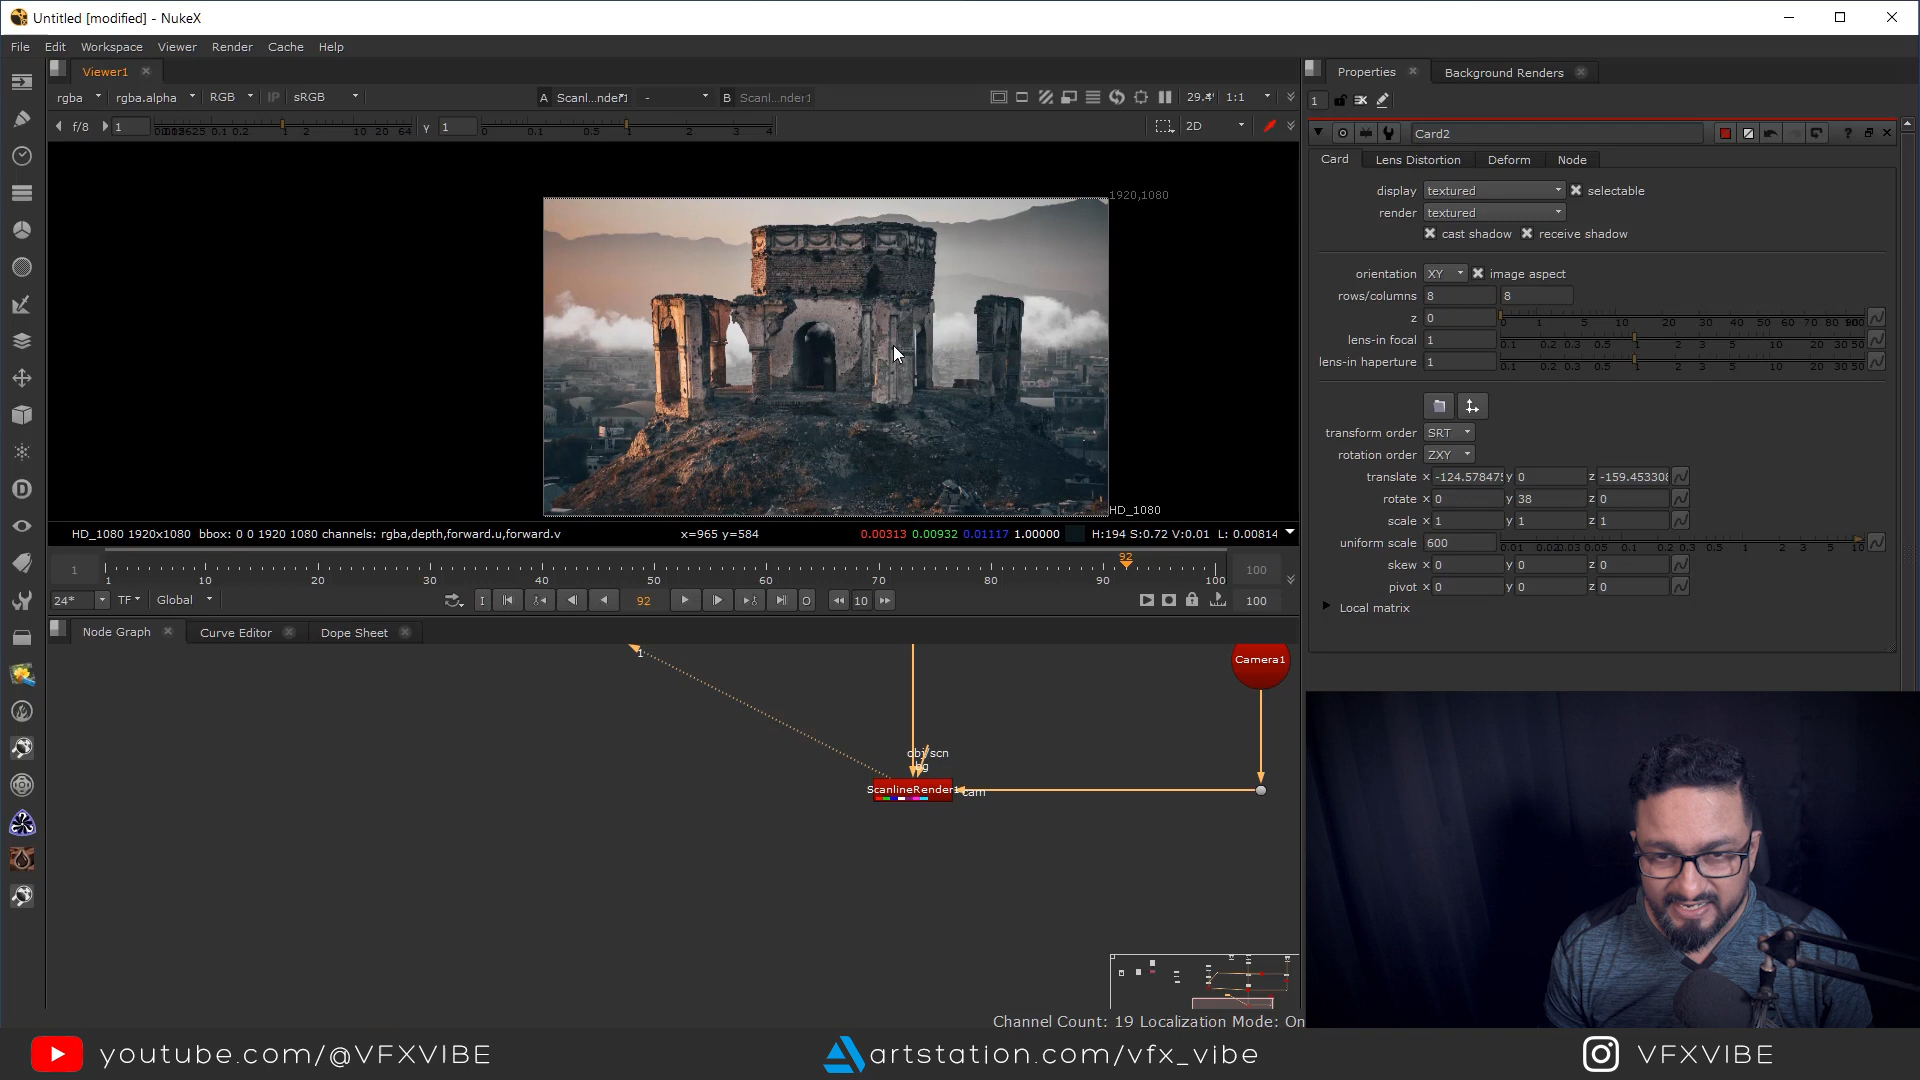 Untitled [modified] - NukeX
File Edit Workspace Viewer Render Cache Help
Viewer1
rgba rgba.alpha RGB IP sRGB A Scanl...nder1 - B Scanl...nder1 1:1
f/8 1 y 1 2D
1920,1080
HD_1080
HD_1080 1920x1080 bbox: 0 0 1920 1080 channels: rgba,depth,forward.u,forward.v x=965 y=584 0.00313 0.00932 0.01117 1.00000 H:194 S:0.72 V:0.01 L: 0.00814
92
1 1 10 20 30 40 50 60 70 80 90 100 100
24* TF Global 92 10 100
Node Graph Curve Editor Dope Sheet
1
Camera1
obj/scn
bg
ScanlineRender1 cam
Channel Count: 19 Localization Mode: On
Properties Background Renders
1
Card2
Card Lens Distortion Deform Node
display textured selectable
render textured
cast shadow receive shadow
orientation XY image aspect
rows/columns 8 8
z 0
lens-in focal 1
lens-in haperture 1
transform order SRT
rotation order ZXY
translate x -124.578475 y 0 z -159.453308
rotate x 0 y 38 z 0
scale x 1 y 1 z 1
uniform scale 600
skew x 0 y 0 z 0
pivot x 0 y 0 z 0
Local matrix
youtube.com/@VFXVIBE artstation.com/vfx_vibe VFXVIBE